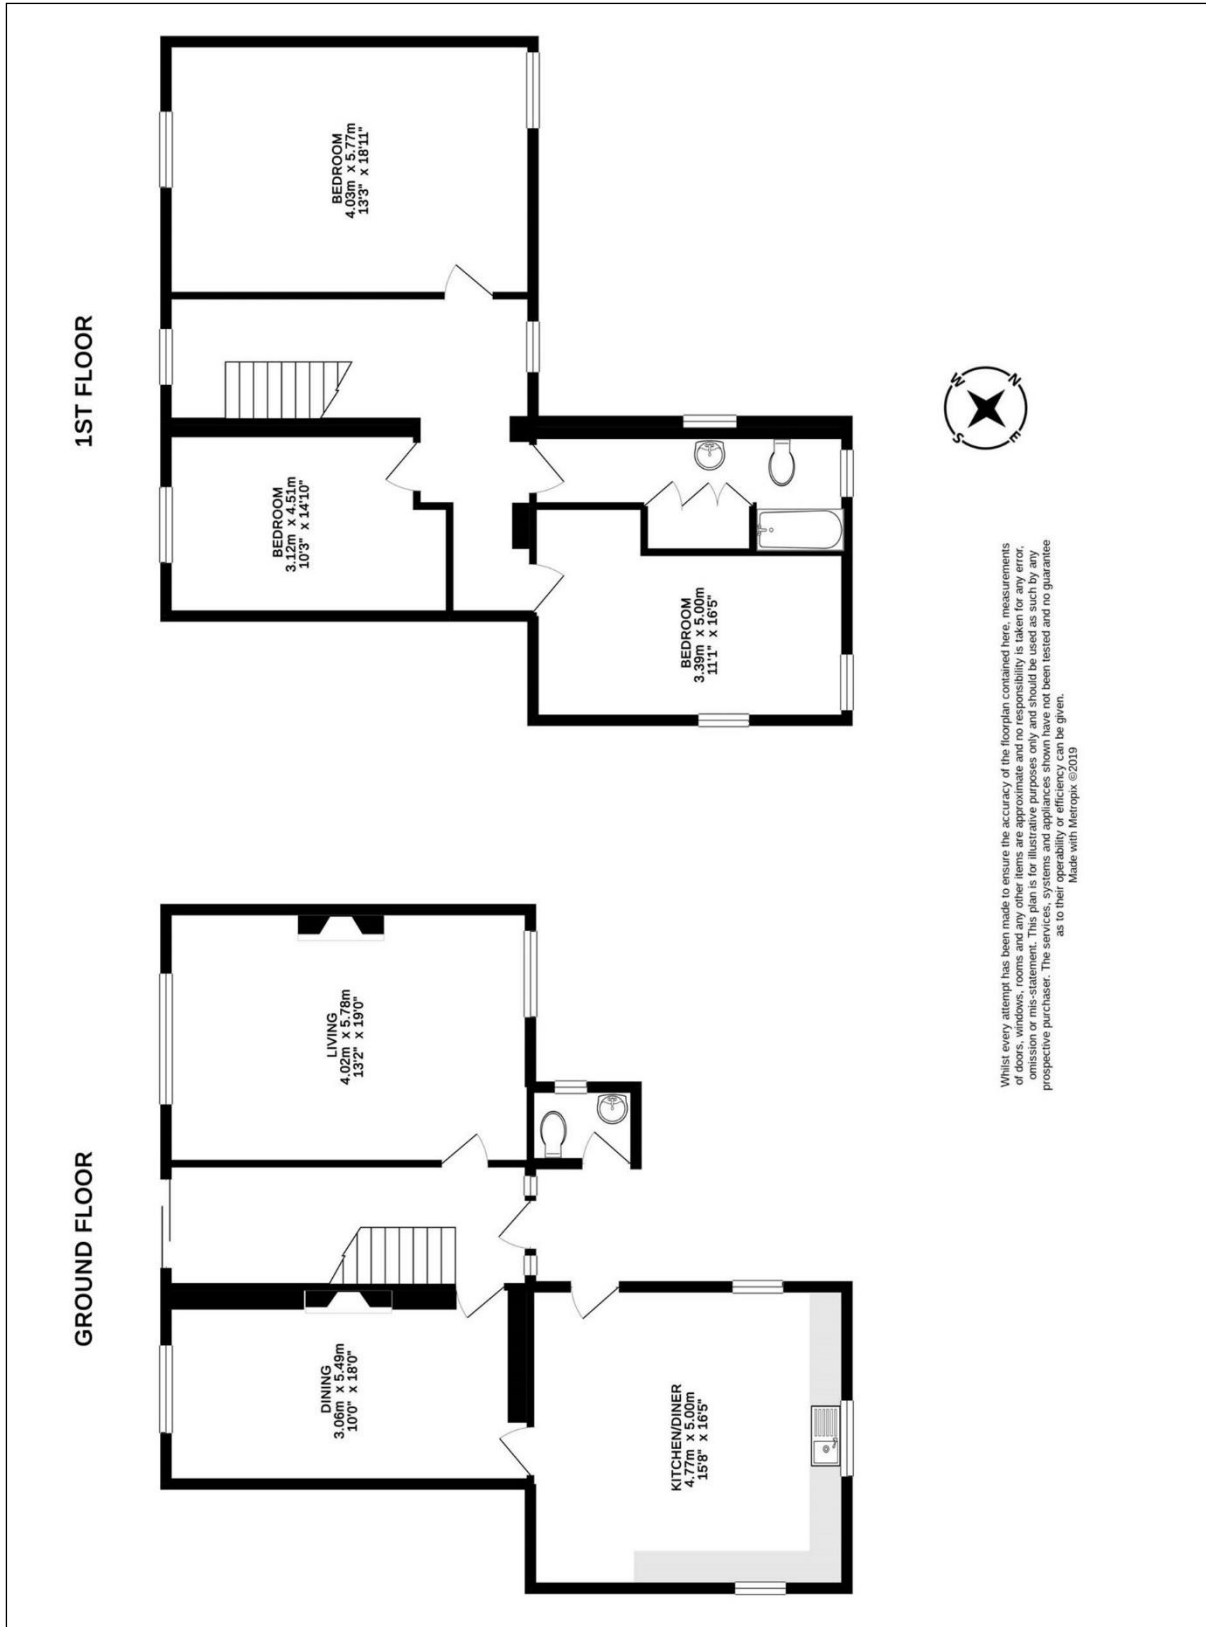 GROUND FLOOR
1ST FLOOR
LIVING
4.02m x 5.78m
13'2" x 19'0"
DINING
3.06m x 5.49m
10'0" x 18'0"
KITCHEN/DINER
4.77m x 5.00m
15'8" x 16'5"
BEDROOM
4.03m x 5.77m
13'3" x 18'11"
BEDROOM
3.12m x 4.51m
10'3" x 14'10"
BEDROOM
3.39m x 5.00m
11'1" x 16'5"
N
E
S
W
Whilst every attempt has been made to ensure the accuracy of the floorplan contained here, measurements
of doors, windows, rooms and any other items are approximate and no responsibility is taken for any error,
omission or mis-statement. This plan is for illustrative purposes only and should be used as such by any
prospective purchaser. The services, systems and appliances shown have not been tested and no guarantee
as to their operability or efficiency can be given.
Made with Metropix ©2019